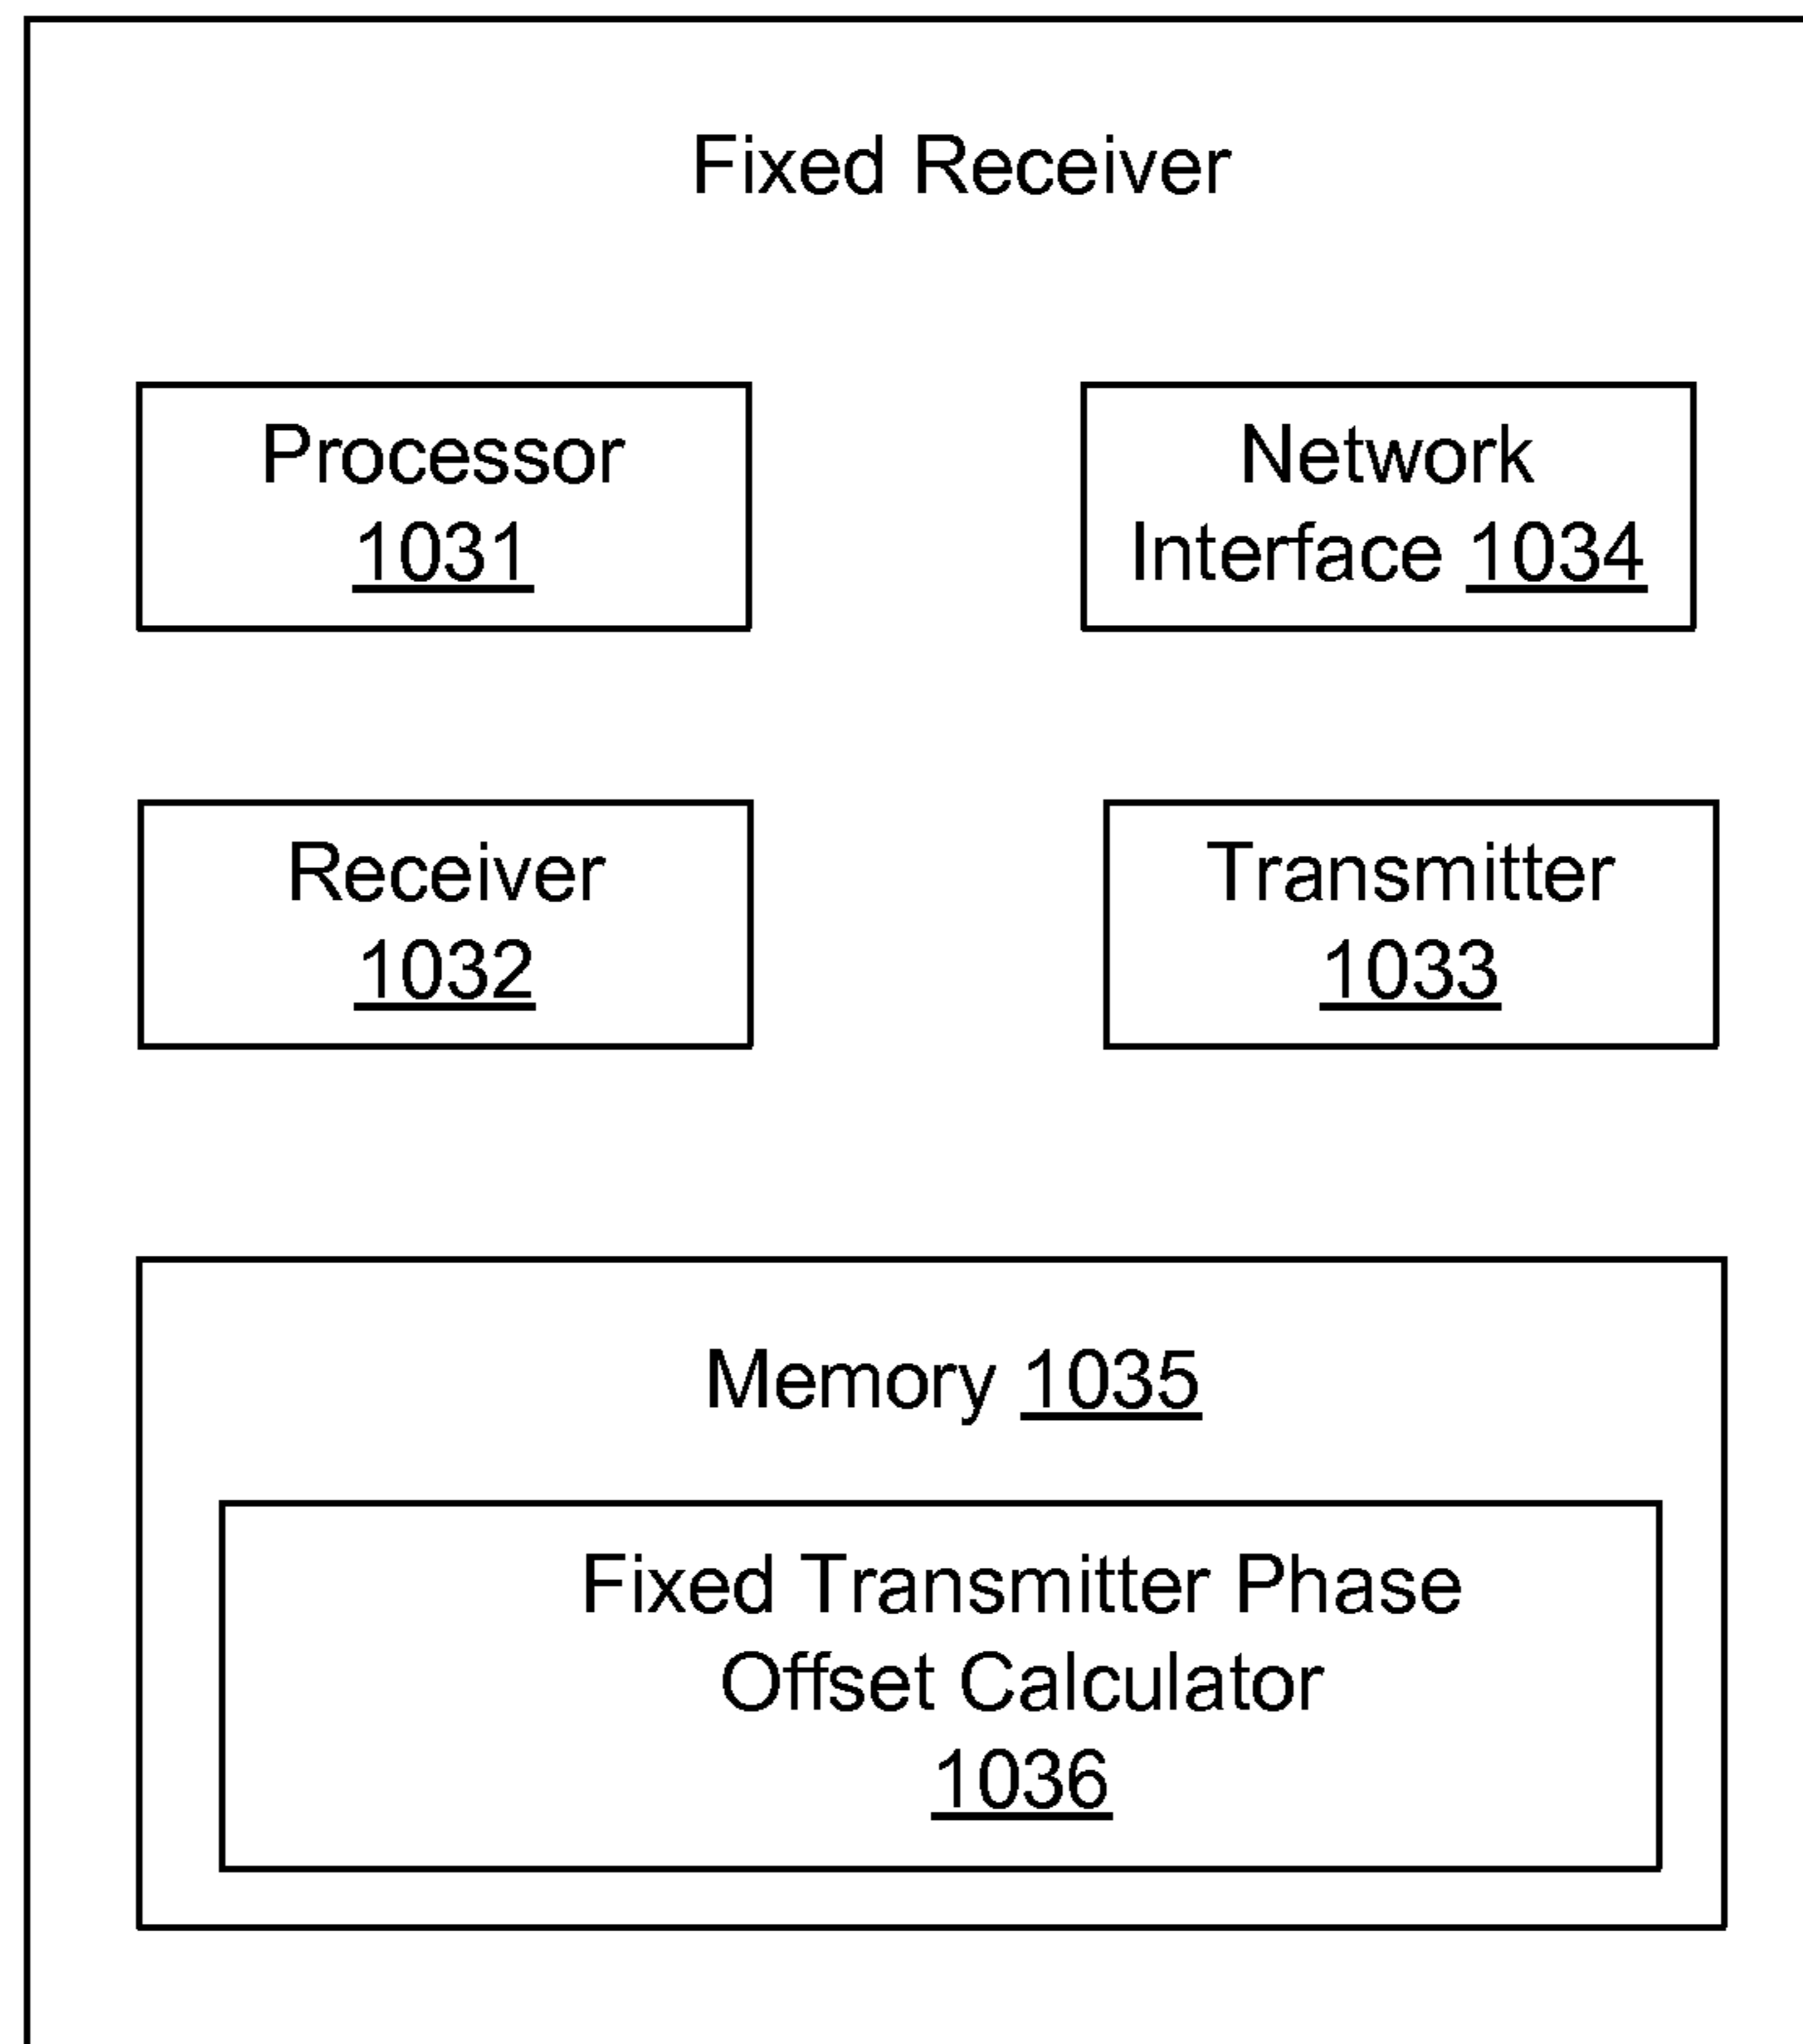 Fixed Receiver
Processor
1031
Network
Interface 1034
Receiver
1032
Transmitter
1033
Memory 1035
Fixed Transmitter Phase
Offset Calculator
1036